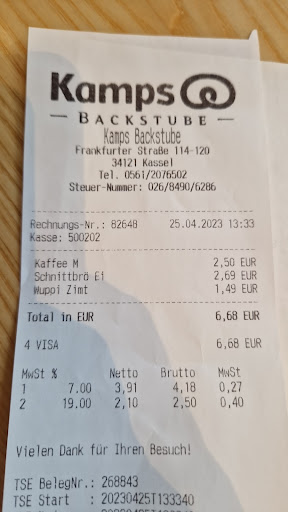 Kamps
BACKSTUBE
Kamps Backstube
Frankfurter Straße 114-120
34121 Kassel
Tel. 0561/2076502
Steuer-Nummer: 026/8490/6286
Rechnungs-Nr.: 82648 25.04.2023 13:33
Kasse: 500202
Kaffee M 2,50 EUR
Schnittbrö Ei 2,69 EUR
Wuppi Zimt 1,49 EUR
Total in EUR 6,68 EUR
4 VISA 6,68 EUR
MwSt % Netto Brutto MwSt
1 7.00 3,91 4,18 0,27
2 19.00 2,10 2,50 0,40
Vielen Dank für Ihren Besuch!
TSE BelegNr.: 268843
TSE Start : 20230425T133340